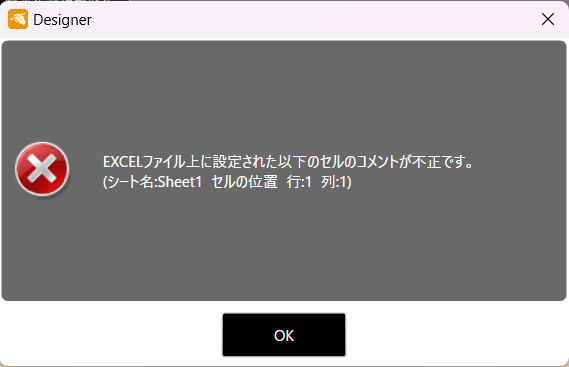 Designer
EXCELファイル上に設定された以下のセルのコメントが不正です。
(シート名:Sheet1 セルの位置 行:1 列:1)
OK